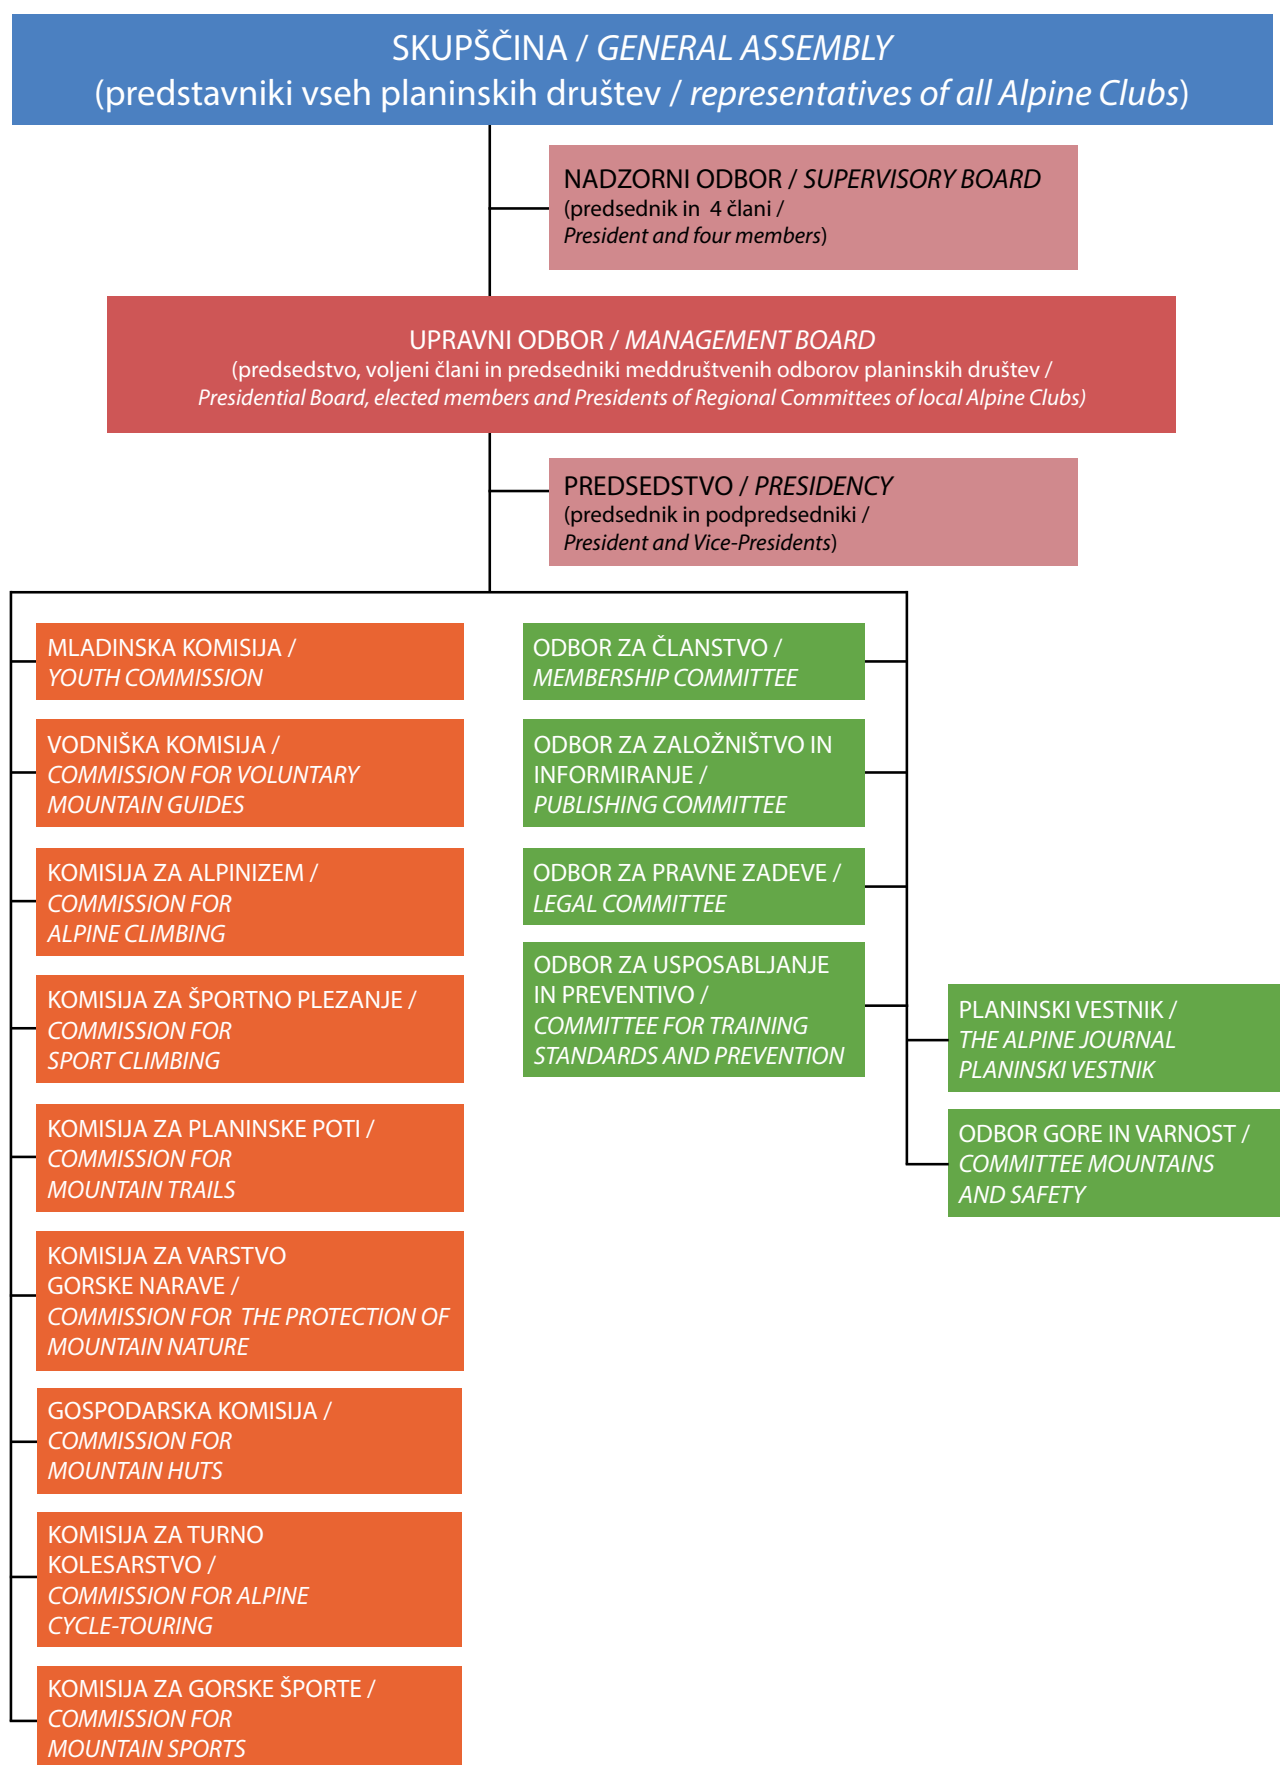 SKUPŠČINA / GENERAL ASSEMBLY
(predstavniki vseh planinskih društev / representatives of all Alpine Clubs)
NADZORNI ODBOR / SUPERVISORY BOARD
(predsednik in 4 člani /
President and four members)
UPRAVNI ODBOR / MANAGEMENT BOARD
(predsedstvo, voljeni člani in predsedniki meddruštvenih odborov planinskih društev /
Presidential Board, elected members and Presidents of Regional Committees of local Alpine Clubs)
PREDSEDSTVO / PRESIDENCY
(predsednik in podpredsedniki /
President and Vice-Presidents)
MLADINSKA KOMISIJA /
YOUTH COMMISSION
VODNIŠKA KOMISIJA /
COMMISSION FOR VOLUNTARY
MOUNTAIN GUIDES
KOMISIJA ZA ALPINIZEM /
COMMISSION FOR
ALPINE CLIMBING
KOMISIJA ZA ŠPORTNO PLEZANJE /
COMMISSION FOR
SPORT CLIMBING
KOMISIJA ZA PLANINSKE POTI /
COMMISSION FOR
MOUNTAIN TRAILS
KOMISIJA ZA VARSTVO
GORSKE NARAVE /
COMMISSION FOR THE PROTECTION OF
MOUNTAIN NATURE
GOSPODARSKA KOMISIJA /
COMMISSION FOR
MOUNTAIN HUTS
KOMISIJA ZA TURNO
KOLESARSTVO /
COMMISSION FOR ALPINE
CYCLE-TOURING
KOMISIJA ZA GORSKE ŠPORTE /
COMMISSION FOR
MOUNTAIN SPORTS
ODBOR ZA ČLANSTVO /
MEMBERSHIP COMMITTEE
ODBOR ZA ZALOŽNIŠTVO IN
INFORMIRANJE /
PUBLISHING COMMITTEE
ODBOR ZA PRAVNE ZADEVE /
LEGAL COMMITTEE
ODBOR ZA USPOSABLJANJE
IN PREVENTIVO /
COMMITTEE FOR TRAINING
STANDARDS AND PREVENTION
PLANINSKI VESTNIK /
THE ALPINE JOURNAL
PLANINSKI VESTNIK
ODBOR GORE IN VARNOST /
COMMITTEE MOUNTAINS
AND SAFETY